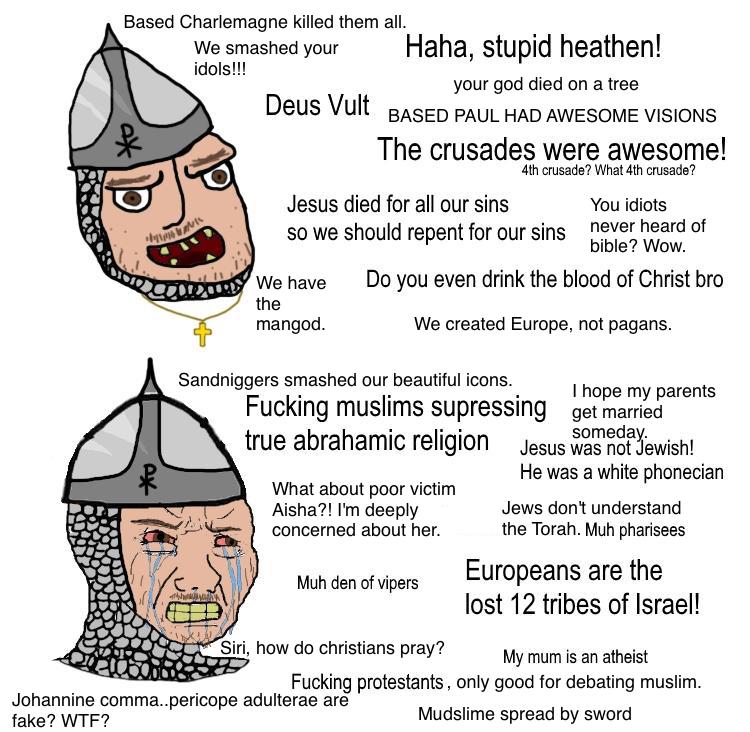 Based Charlemagne killed them all.
We smashed your
idols!!!
Haha, stupid heathen!
your god died on a tree
Deus Vult
BASED PAUL HAD AWESOME VISIONS
The crusades were awesome!
4th crusade? What 4th crusade?
Jesus died for all our sins
so we should repent for our sins
You idiots
never heard of
bible? Wow.
We have
the
mangod.
Do you even drink the blood of Christ bro
We created Europe, not pagans.
Sandniggers smashed our beautiful icons.
Fucking muslims supressing
true abrahamic religion
I hope my parents
get married
someday.
Jesus was not Jewish!
He was a white phonecian
What about poor victim
Aisha?! I'm deeply
concerned about her.
Jews don't understand
the Torah. Muh pharisees
Muh den of vipers
Europeans are the
lost 12 tribes of Israel!
Siri, how do christians pray?
My mum is an atheist
Fucking protestants, only good for debating muslim.
Johannine comma..pericope adulterae are
fake? WTF?
Mudslime spread by sword